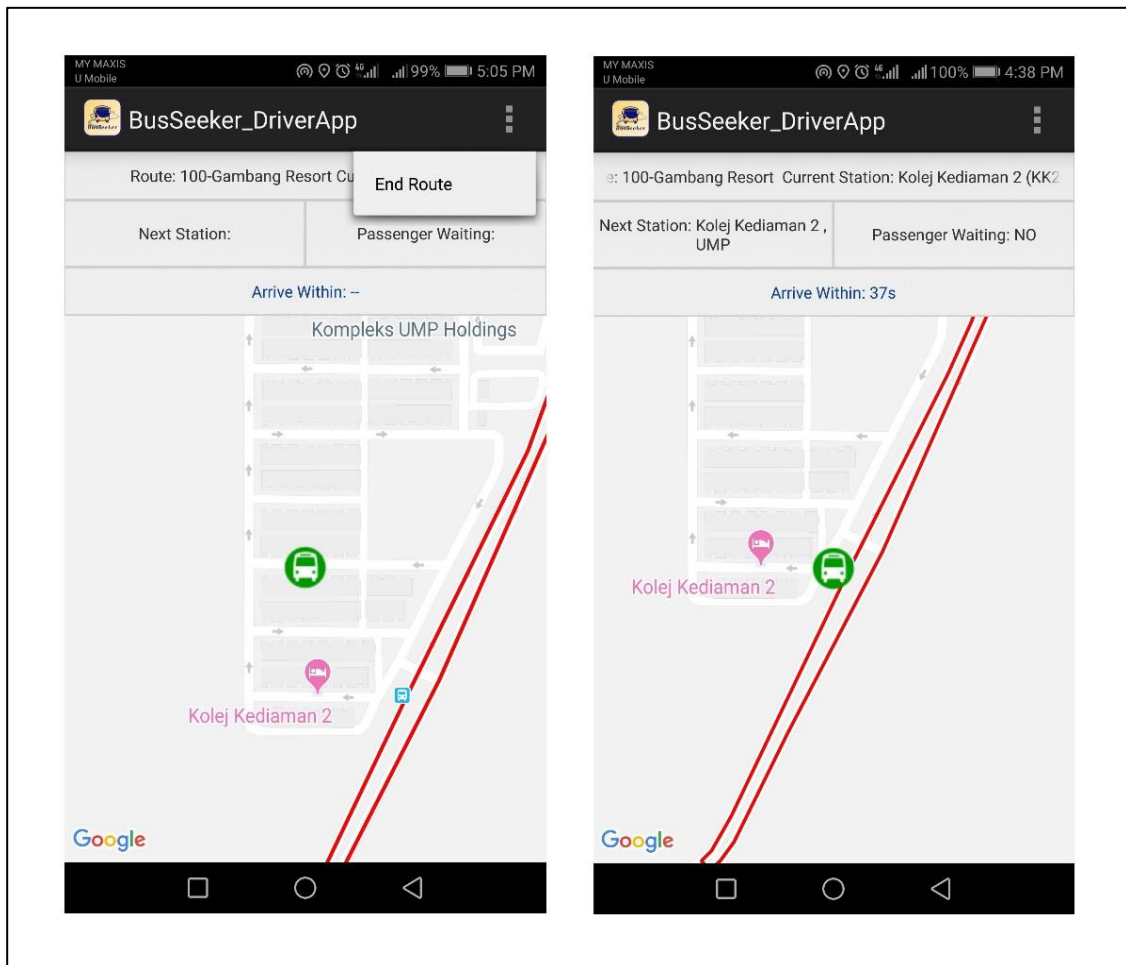 MY MAXIS
U Mobile
4G 99% 5:05 PM
BusSeeker_DriverApp
Route: 100-Gambang Resort Cu
End Route
Next Station:
Passenger Waiting:
Arrive Within: --
Kompleks UMP Holdings
Kolej Kediaman 2
Google
MY MAXIS
U Mobile
4G 100% 4:38 PM
BusSeeker_DriverApp
e: 100-Gambang Resort Current Station: Kolej Kediaman 2 (KK2
Next Station: Kolej Kediaman 2 ,
UMP
Passenger Waiting: NO
Arrive Within: 37s
Kolej Kediaman 2
Google